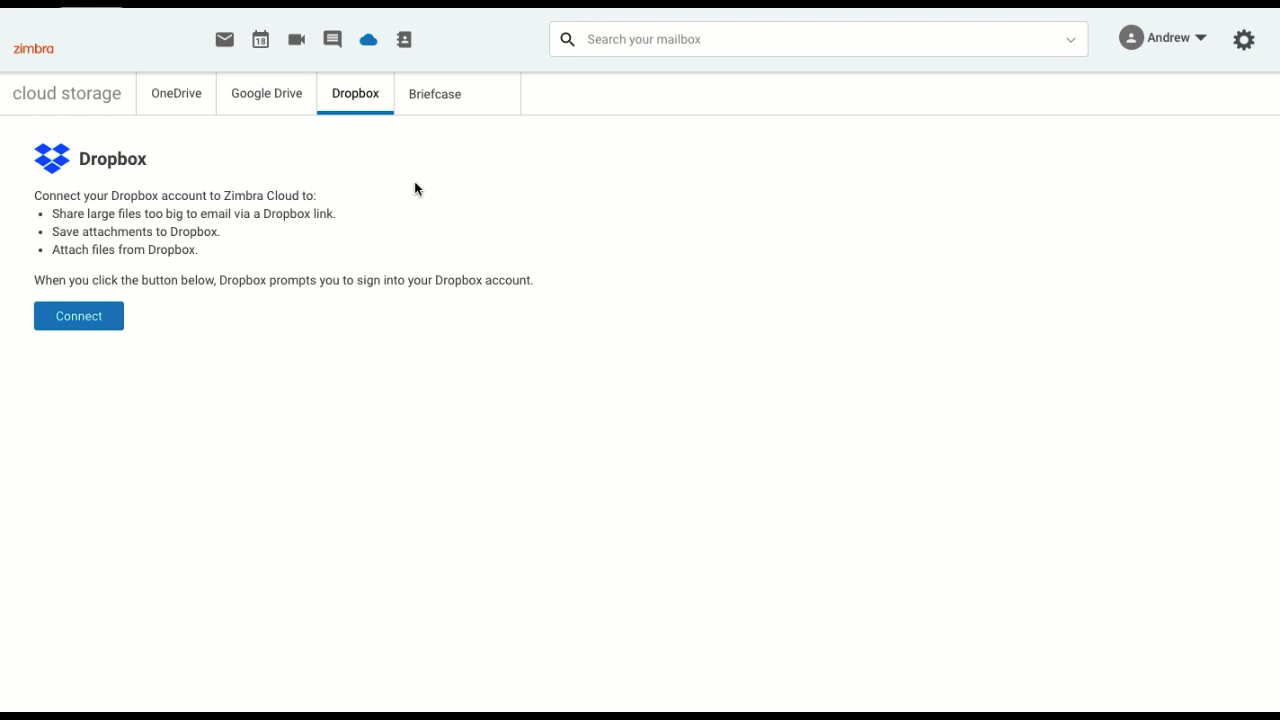 zimbra
18
Search your mailbox
Andrew
cloud storage
OneDrive
Google Drive
Dropbox
Briefcase
Dropbox
Connect your Dropbox account to Zimbra Cloud to:
• Share large files too big to email via a Dropbox link.
• Save attachments to Dropbox.
• Attach files from Dropbox.
When you click the button below, Dropbox prompts you to sign into your Dropbox account.
Connect